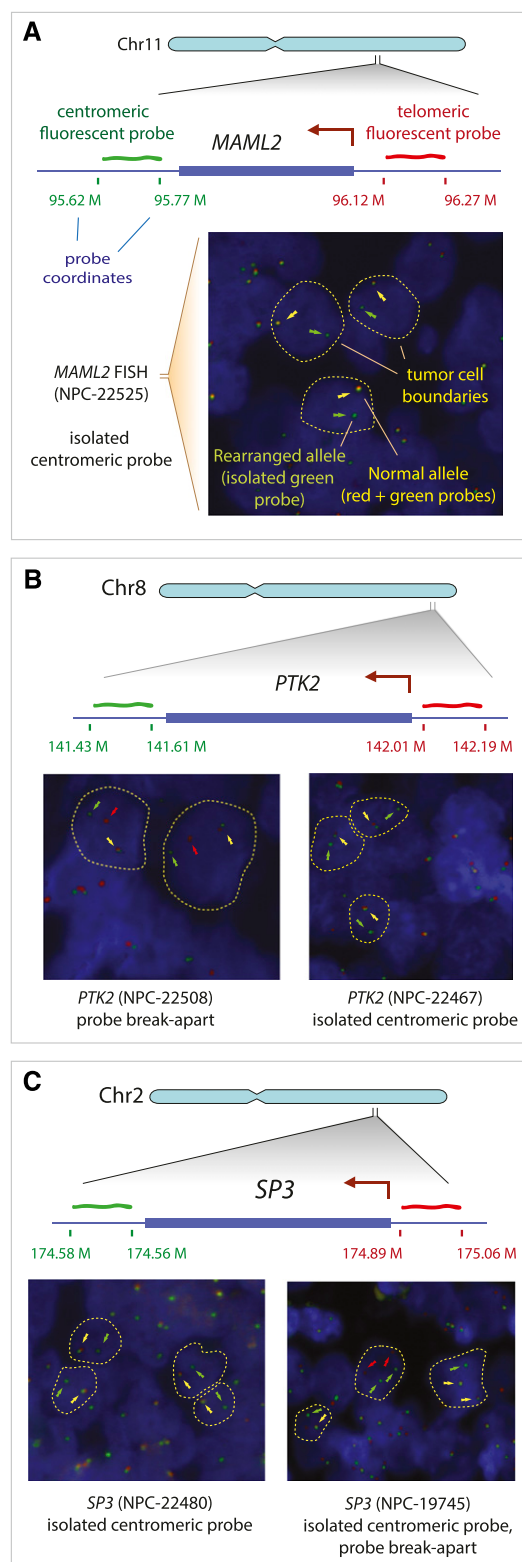 A
Chr11
centromeric
fluorescent probe
MAML2
telomeric
fluorescent probe
95.62 M
95.77 M
96.12 M
96.27 M
probe
coordinates
MAML2 FISH
(NPC-22525)
isolated
centromeric probe
tumor cell
boundaries
Rearranged allele
(isolated green
probe)
Normal allele
(red + green probes)
B
Chr8
PTK2
141.43 M
141.61 M
142.01 M
142.19 M
PTK2 (NPC-22508)
probe break-apart
PTK2 (NPC-22467)
isolated centromeric probe
C
Chr2
SP3
174.58 M
174.56 M
174.89 M
175.06 M
SP3 (NPC-22480)
isolated centromeric probe
SP3 (NPC-19745)
isolated centromeric probe,
probe break-apart